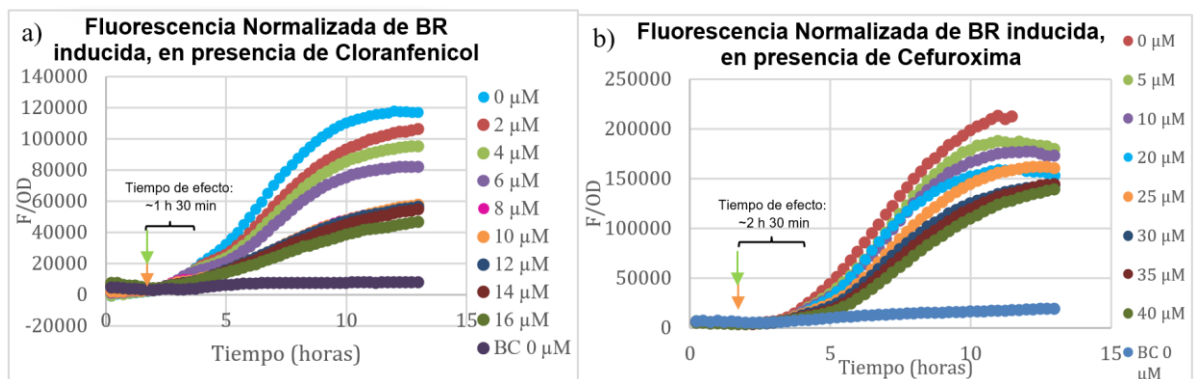 a)
Fluorescencia Normalizada de BR
inducida, en presencia de Cloranfenicol
140000
120000
100000
80000
60000
40000
20000
0
-20000
F/OD
Tiempo de efecto:
~1 h 30 min
5
10
15
Tiempo (horas)
0 µM
2 µM
4 µM
6 µM
8 µM
10 µM
12 µM
14 µM
16 µM
BC 0 µM
b)
Fluorescencia Normalizada de BR inducida,
en presencia de Cefuroxima
250000
200000
150000
100000
50000
0
F/OD
Tiempo de efecto:
~2 h 30 min
0
5
10
15
Tiempo (horas)
0 µM
5 µM
10 µM
20 µM
25 µM
30 µM
35 µM
40 µM
BC 0
µM